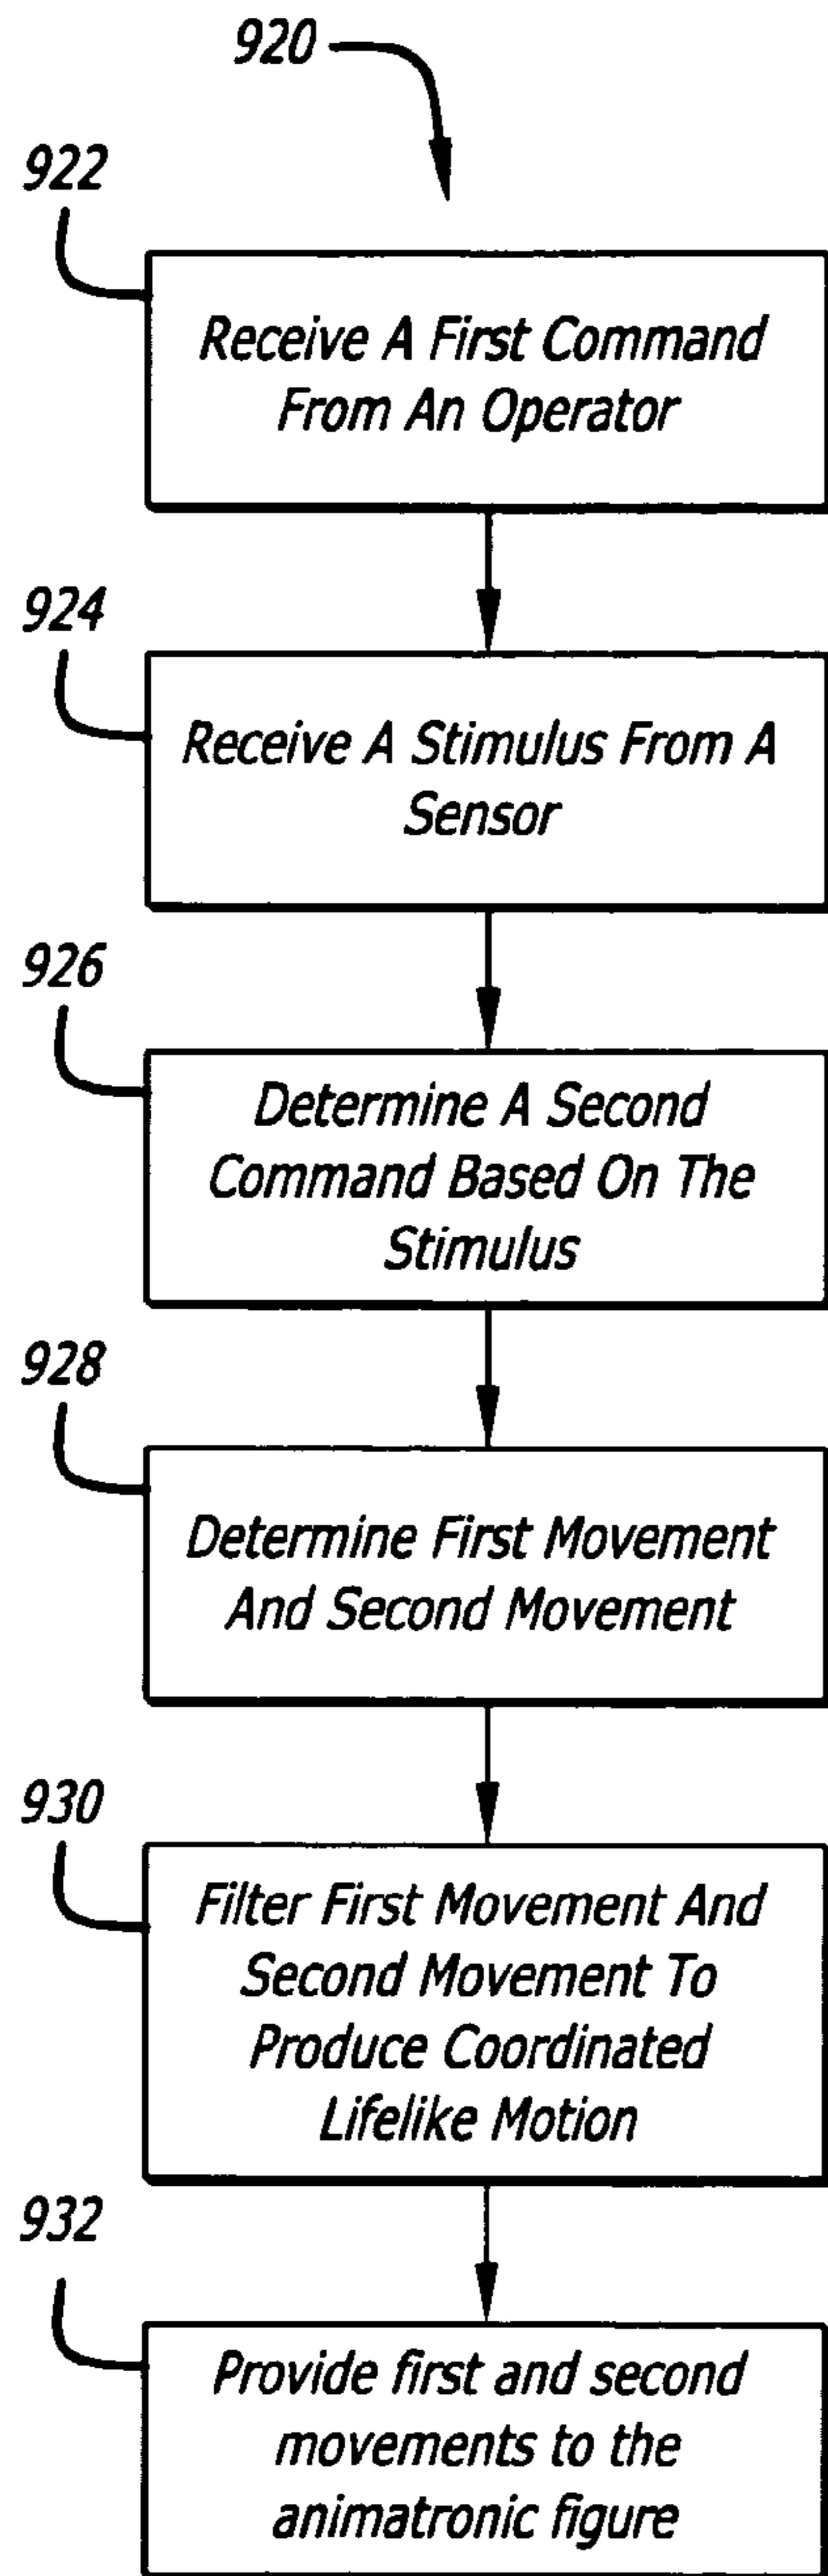 920
922
Receive A First Command
From An Operator
924
Receive A Stimulus From A
Sensor
926
Determine A Second
Command Based On The
Stimulus
928
Determine First Movement
And Second Movement
930
Filter First Movement And
Second Movement To
Produce Coordinated
Lifelike Motion
932
Provide first and second
movements to the
animatronic figure